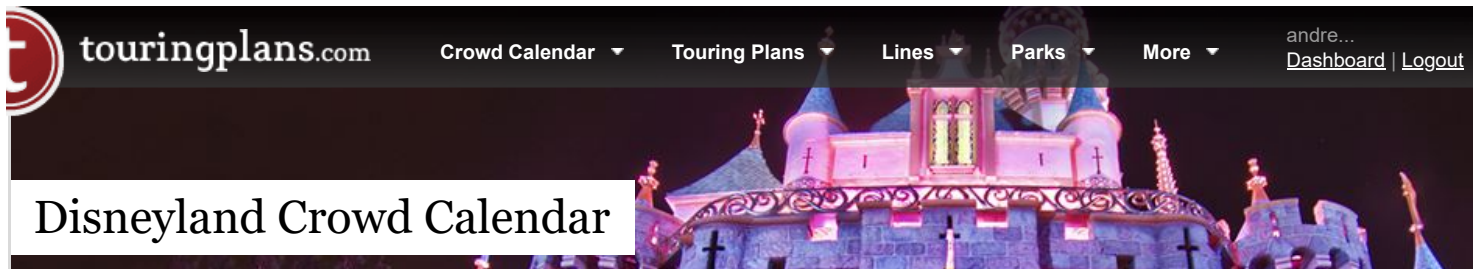 t touringplans.com Crowd Calendar Touring Plans Lines Parks More andre...
Dashboard | Logout
Disneyland Crowd Calendar